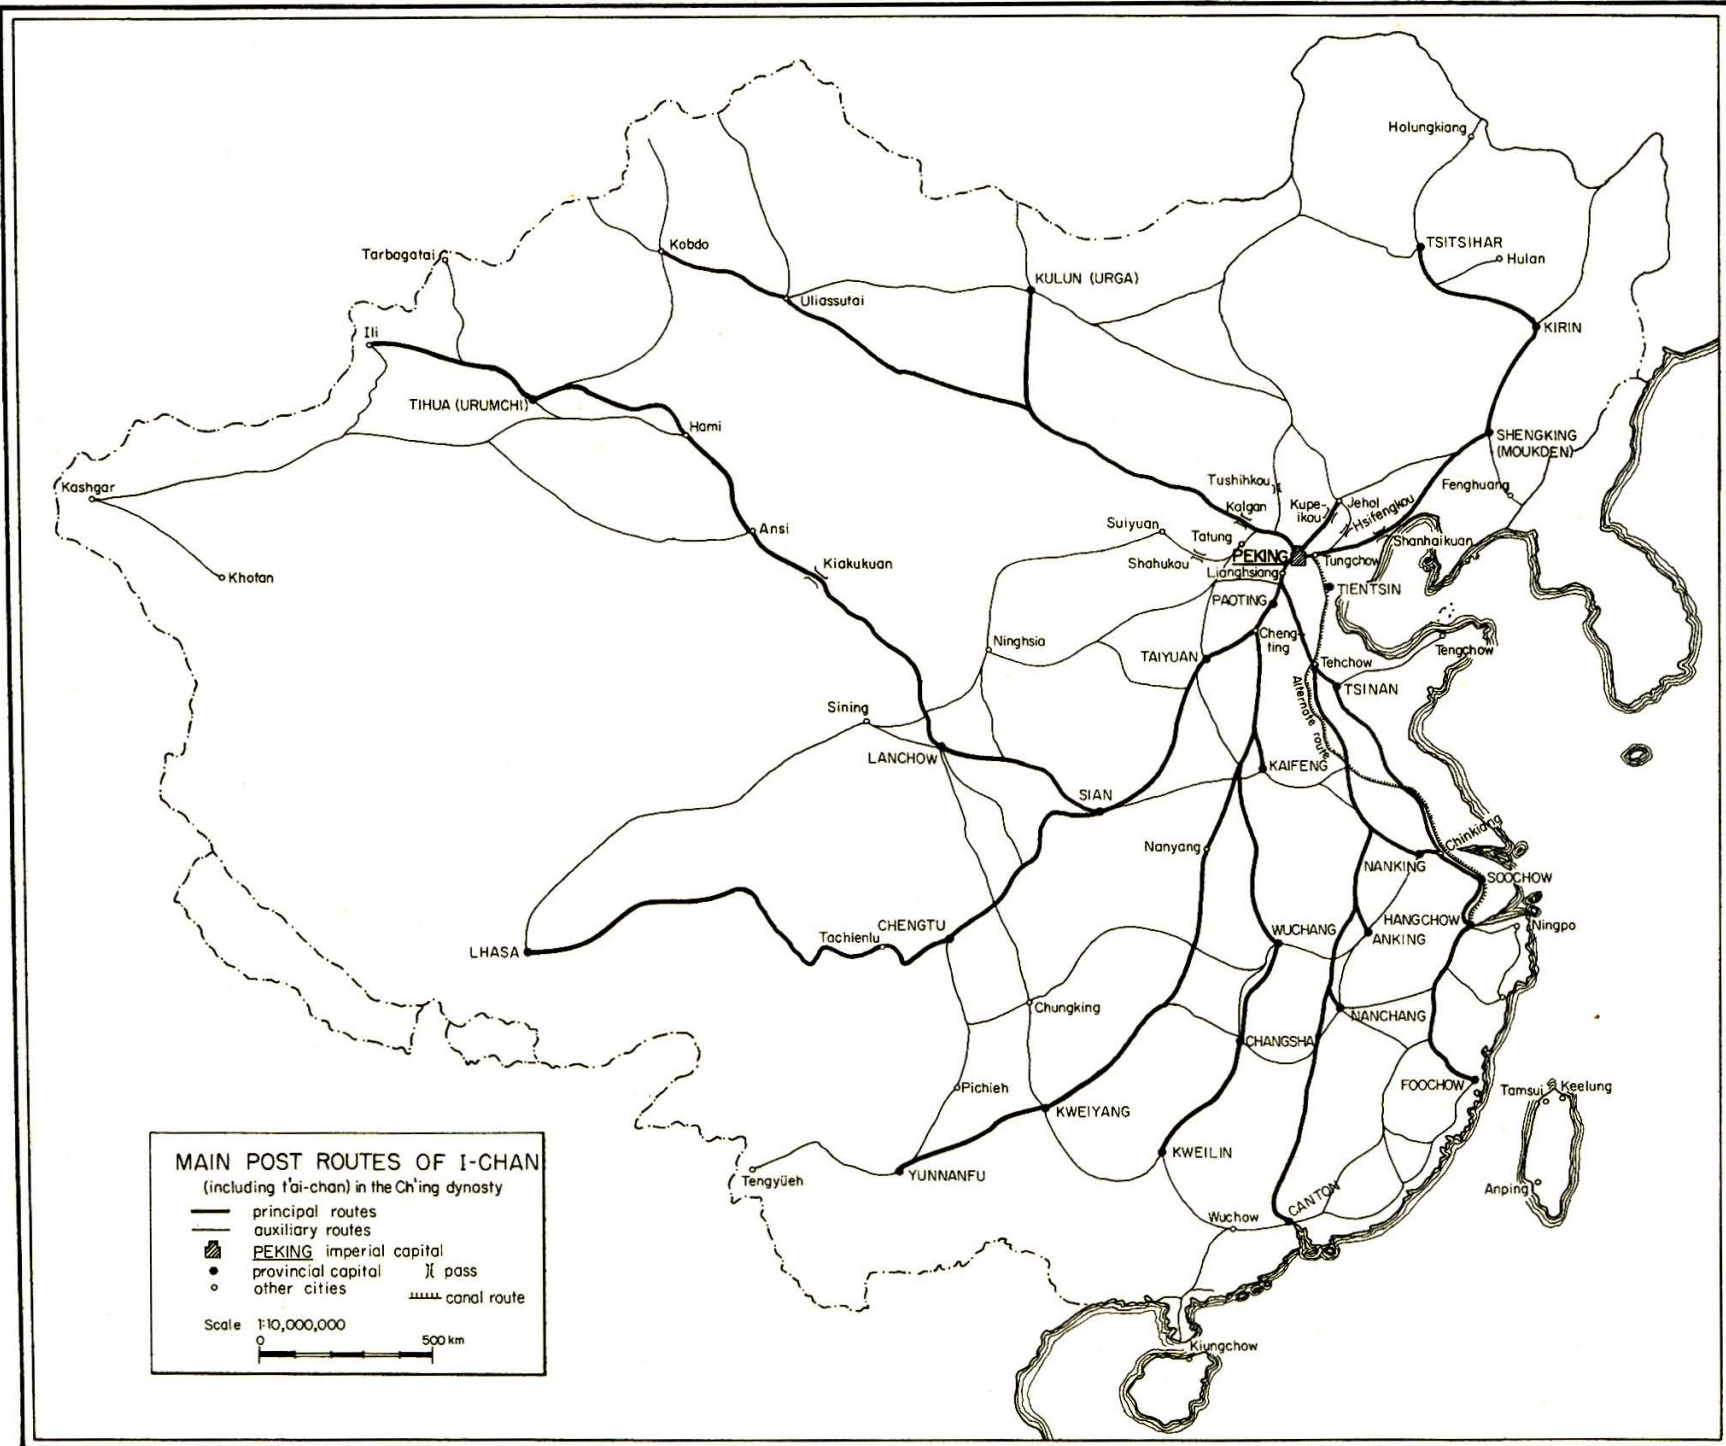 Holungkiang
TSITSIHAR
Hulan
Kobdo
Tarbagatai
KULUN (URGA)
Uliassutai
KIRIN
Ili
TIHUA (URUMCHI)
Hami
SHENGKING
(MOUKDEN)
Kashgar
Tushihkou
Fenghuang
Kalgan
Kupe-
ikou
Jehol
Hsifengkou
Ansi
Suiyuan
Tatung
Shanhaikuan
Kiakukuan
Shahukou
PEKING
Tungchow
Khotan
Lianghsiang
TIENTSIN
PAOTING
Ninghsia
Cheng-
ting
TAIYUAN
Tehchow
Tengchow
TSINAN
Alternate route
Sining
LANCHOW
KAIFENG
SIAN
Chinkiang
Nanyang
NANKING
SOOCHOW
CHENGTU
Tachienlu
WUCHANG
HANGCHOW
ANKING
Ningpo
LHASA
Chungking
NANCHANG
CHANGSHA
Pichieh
FOOCHOW
Tamsui
Keelung
KWEIYANG
KWEILIN
YUNNANFU
Tengyüeh
Anping
CANTON
Wuchow
Kiungchow
MAIN POST ROUTES OF I-CHAN
(including t'ai-chan) in the Ch'ing dynasty
principal routes
auxiliary routes
PEKING imperial capital
provincial capital )( pass
other cities
canal route
Scale 1:10,000,000
0 500 km